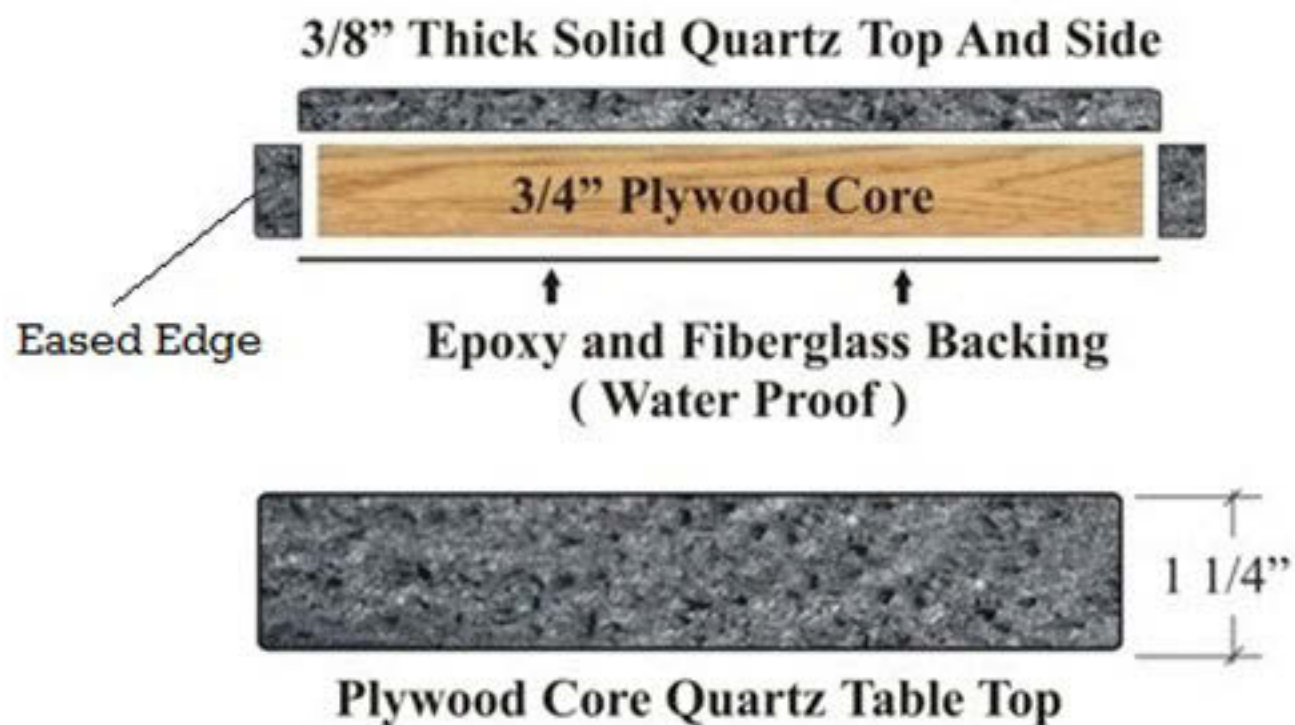 3/8” Thick Solid Quartz Top And Side
3/4” Plywood Core
Eased Edge
Epoxy and Fiberglass Backing
( Water Proof )
1 1/4”
Plywood Core Quartz Table Top